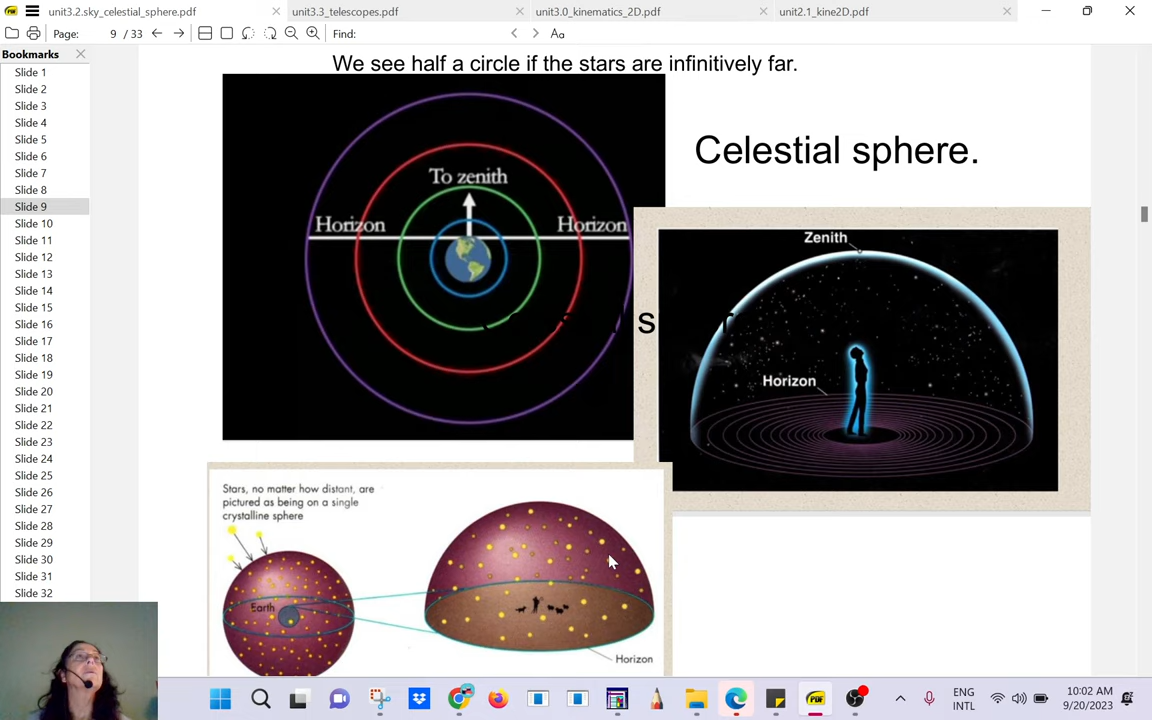 unit3.2.sky_celestial_sphere.pdf
unit3.3_telescopes.pdf
unit3.0_kinematics_2D.pdf
unit2.1_kine2D.pdf
Page: 9 / 33
Find:
Aa
Bookmarks
Slide 1
Slide 2
Slide 3
Slide 4
Slide 5
Slide 6
Slide 7
Slide 8
Slide 9
Slide 10
Slide 11
Slide 12
Slide 13
Slide 14
Slide 15
Slide 16
Slide 17
Slide 18
Slide 19
Slide 20
Slide 21
Slide 22
Slide 23
Slide 24
Slide 25
Slide 26
Slide 27
Slide 28
Slide 29
Slide 30
Slide 31
Slide 32
We see half a circle if the stars are infinitively far.
Celestial sphere.
To zenith
Horizon
Horizon
Zenith
Horizon
Stars, no matter how distant, are
pictured as being on a single
crystalline sphere
Earth
Horizon
ENG
INTL
10:02 AM
9/20/2023